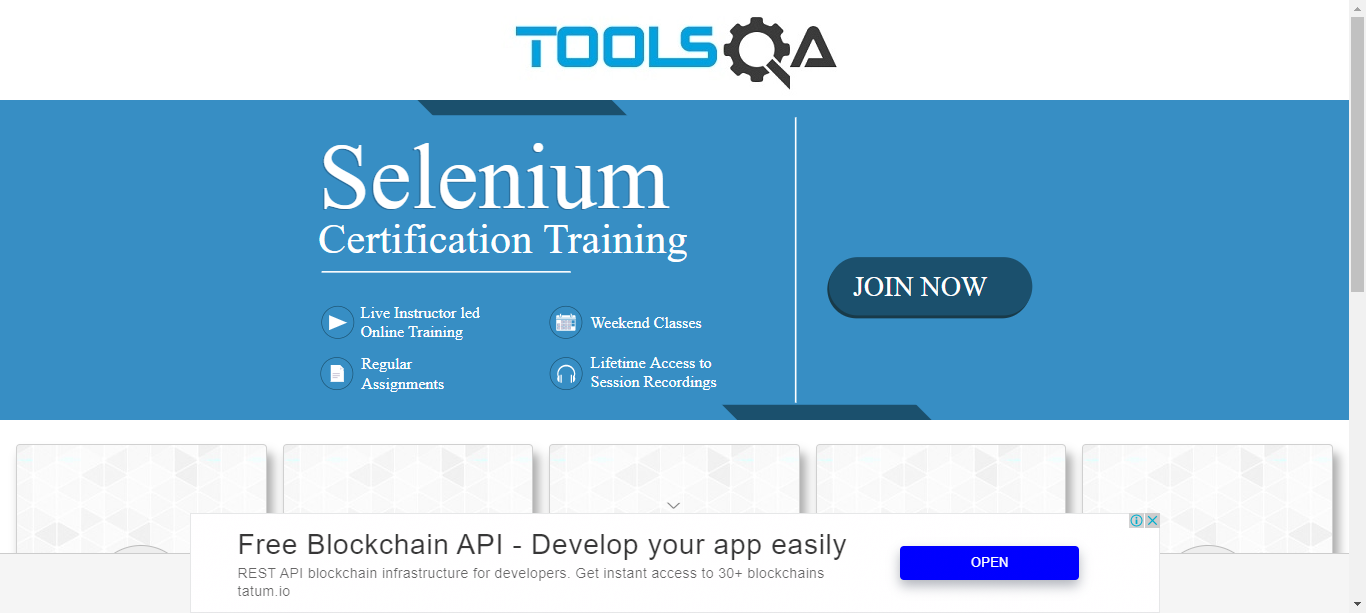 TOOLSQA
Selenium
Certification Training
Live Instructor led
Online Training
Weekend Classes
Regular
Assignments
Lifetime Access to
Session Recordings
JOIN NOW
Free Blockchain API - Develop your app easily
REST API blockchain infrastructure for developers. Get instant access to 30+ blockchains
tatum.io
OPEN